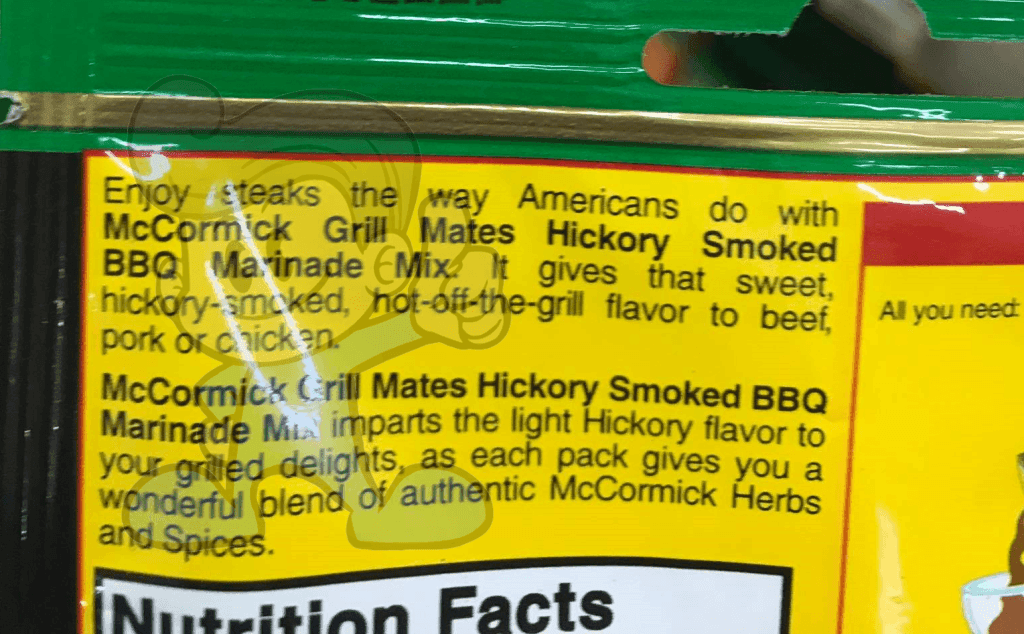 Enjoy steaks the way Americans do with
McCormick Grill Mates Hickory Smoked
BBQ Marinade Mix. It gives that sweet,
hickory-smoked, hot-off-the-grill flavor to beef,
pork or chicken.
McCormick Grill Mates Hickory Smoked BBQ
Marinade Mix imparts the light Hickory flavor to
your grilled delights, as each pack gives you a
wonderful blend of authentic McCormick Herbs
and Spices.
Nutrition Facts
All you need: